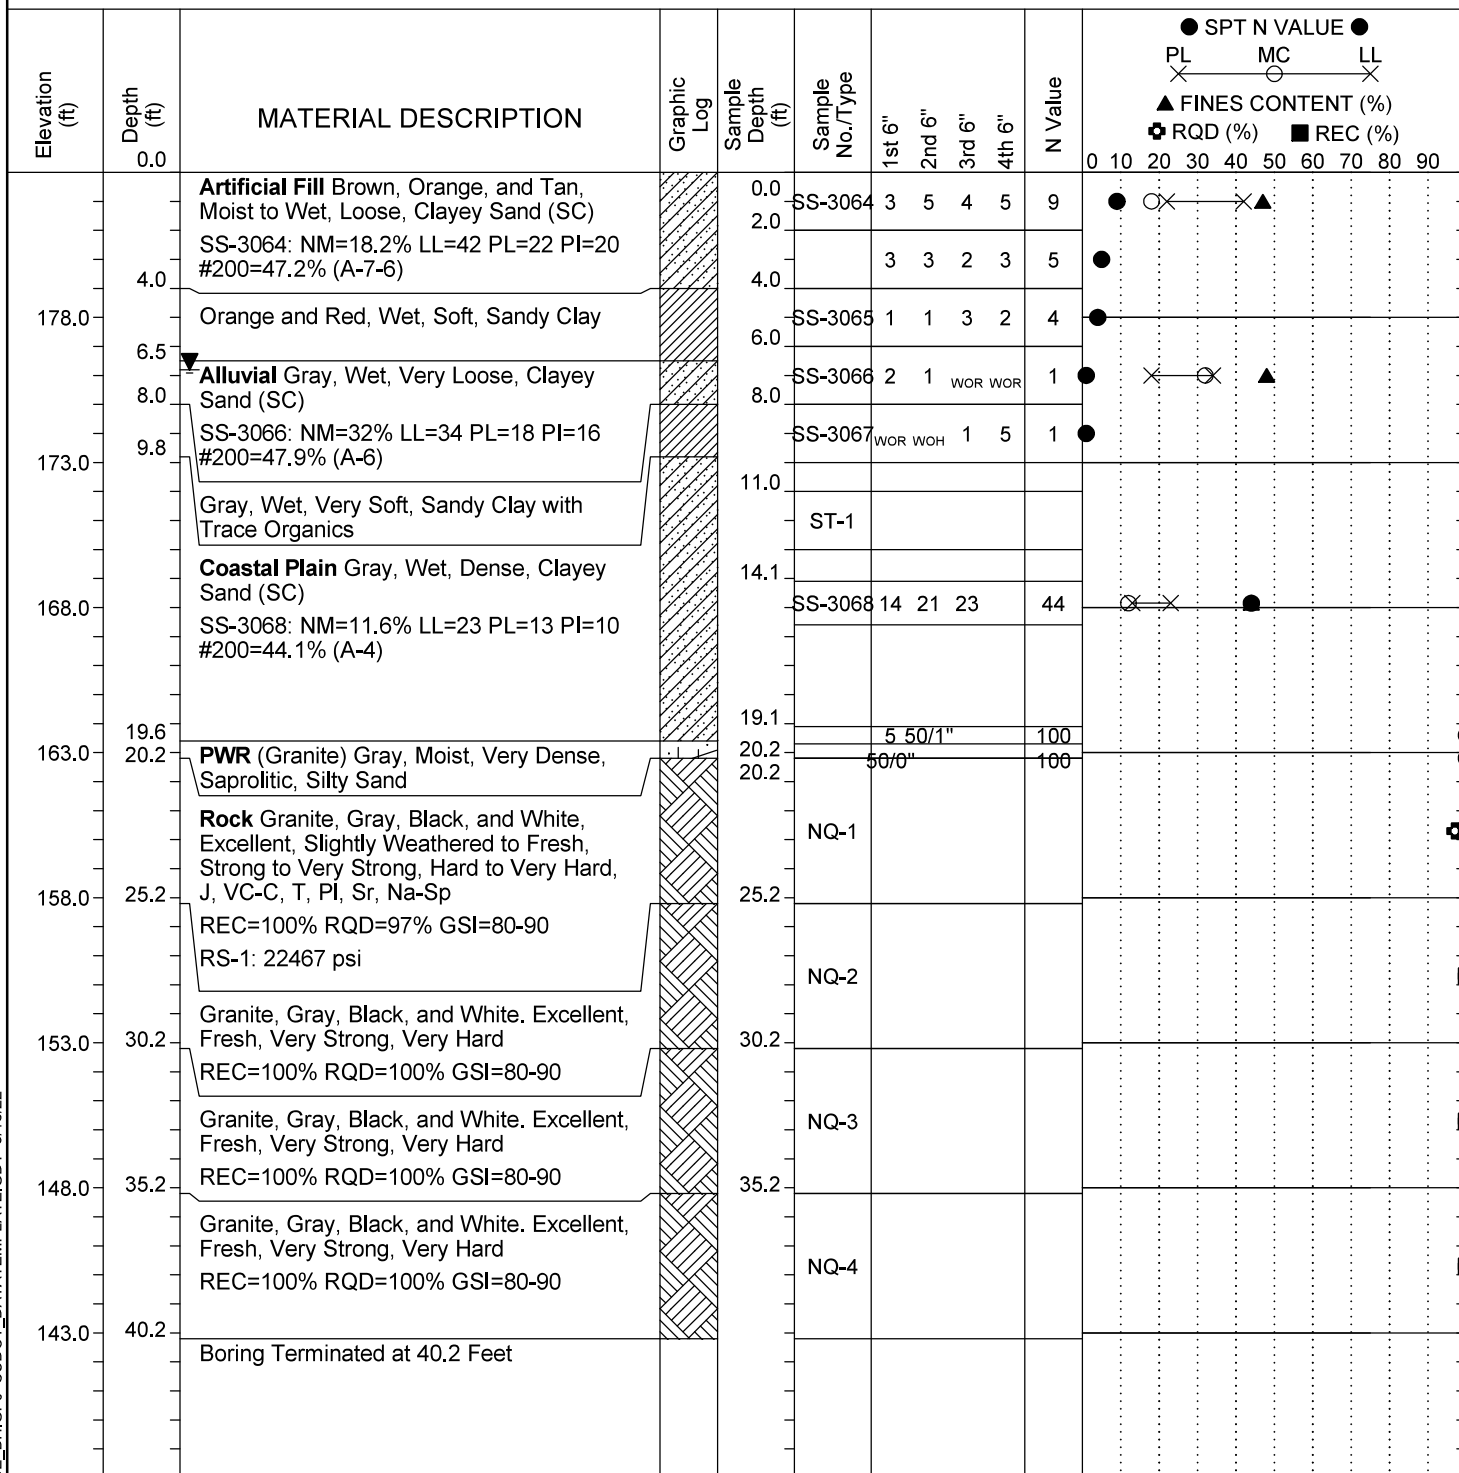 ● SPT N VALUE ●
PL MC LL
▲ FINES CONTENT (%)
RQD (%) ■ REC (%)
0 10 20 30 40 50 60 70 80 90
Elevation (ft)
Depth (ft)
0.0
MATERIAL DESCRIPTION
Graphic Log
Sample Depth (ft)
Sample No./Type
1st 6"
2nd 6"
3rd 6"
4th 6"
N Value
Artificial Fill Brown, Orange, and Tan,
Moist to Wet, Loose, Clayey Sand (SC)
SS-3064: NM=18.2% LL=42 PL=22 PI=20
#200=47.2% (A-7-6)
4.0
0.0
SS-3064 3 5 4 5 9
2.0
3 3 2 3 5
4.0
178.0
Orange and Red, Wet, Soft, Sandy Clay
SS-3065 1 1 3 2 4
6.0
6.5
Alluvial Gray, Wet, Very Loose, Clayey
Sand (SC)
8.0
SS-3066: NM=32% LL=34 PL=18 PI=16
#200=47.9% (A-6)
9.8
SS-3066 2 1 WOR WOR 1
8.0
SS-3067 WOR WOH 1 5 1
173.0
Gray, Wet, Very Soft, Sandy Clay with
Trace Organics
11.0
ST-1
Coastal Plain Gray, Wet, Dense, Clayey
Sand (SC)
14.1
168.0
SS-3068: NM=11.6% LL=23 PL=13 PI=10
#200=44.1% (A-4)
SS-3068 14 21 23 44
19.6
19.1
5 50/1" 100
163.0
20.2
PWR (Granite) Gray, Moist, Very Dense,
Saprolitic, Silty Sand
20.2
50/0" 100
20.2
Rock Granite, Gray, Black, and White,
Excellent, Slightly Weathered to Fresh,
Strong to Very Strong, Hard to Very Hard,
J, VC-C, T, Pl, Sr, Na-Sp
NQ-1
158.0
25.2
25.2
REC=100% RQD=97% GSI=80-90
RS-1: 22467 psi
NQ-2
Granite, Gray, Black, and White. Excellent,
Fresh, Very Strong, Very Hard
153.0
30.2
30.2
REC=100% RQD=100% GSI=80-90
Granite, Gray, Black, and White. Excellent,
Fresh, Very Strong, Very Hard
NQ-3
REC=100% RQD=100% GSI=80-90
148.0
35.2
35.2
Granite, Gray, Black, and White. Excellent,
Fresh, Very Strong, Very Hard
NQ-4
REC=100% RQD=100% GSI=80-90
143.0
40.2
Boring Terminated at 40.2 Feet